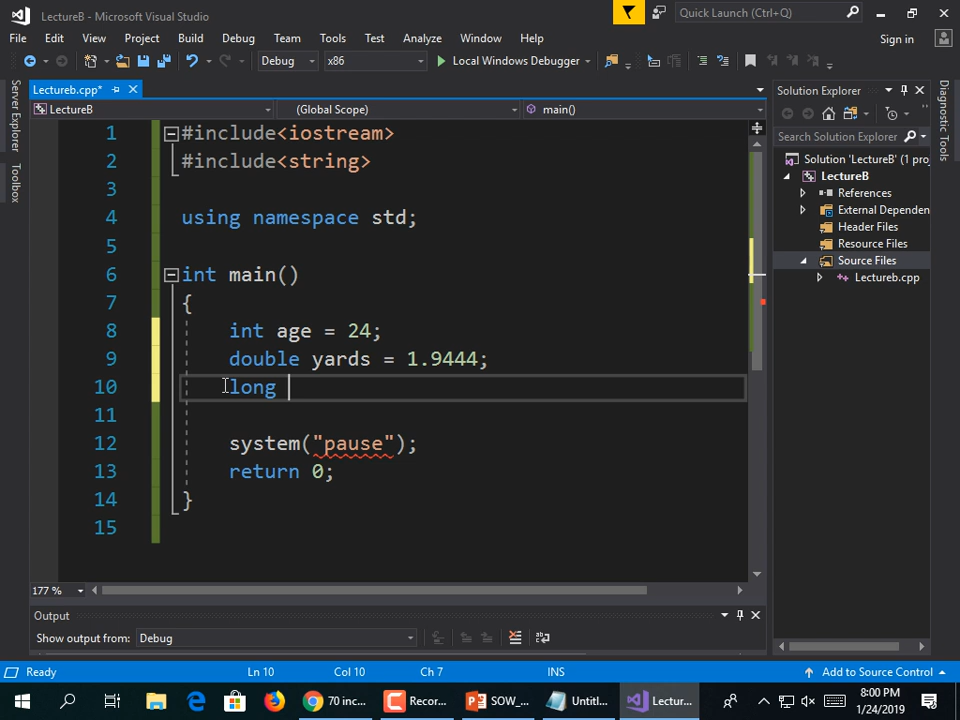 LectureB - Microsoft Visual Studio
Quick Launch (Ctrl+Q)
File Edit View Project Build Debug Team Tools Test Analyze Window Help
Sign in
Debug x86 Local Windows Debugger
Server Explorer
Toolbox
Lectureb.cpp*
LectureB (Global Scope) main()
1 #include<iostream>
2 #include<string>
3
4 using namespace std;
5
6 int main()
7 {
8 int age = 24;
9 double yards = 1.9444;
10 long
11
12 system("pause");
13 return 0;
14 }
15
177 %
Output
Show output from: Debug
Solution Explorer
Search Solution Explorer
Solution 'LectureB' (1 proj
LectureB
References
External Dependen
Header Files
Resource Files
Source Files
Lectureb.cpp
Diagnostic Tools
Ready Ln 10 Col 10 Ch 7 INS Add to Source Control
70 inc... Recor... SOW_... Untitl... Lectur...
8:00 PM
1/24/2019